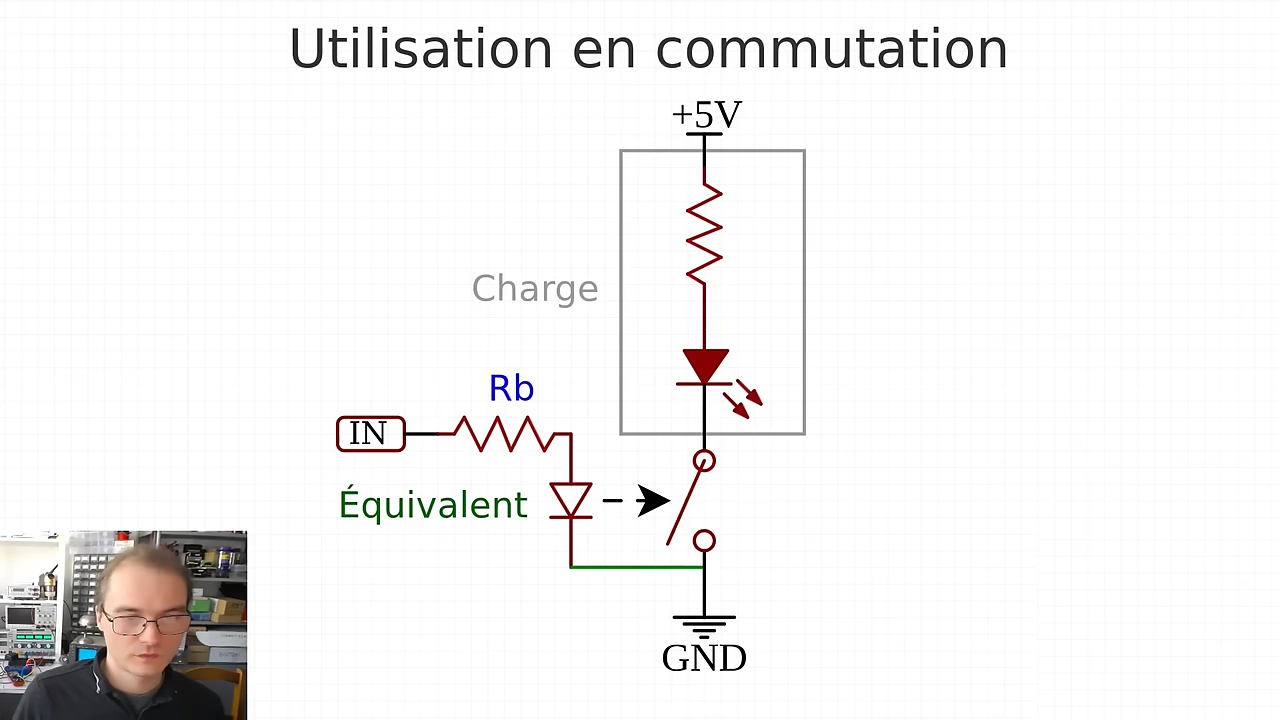 Utilisation en commutation
+5V
Charge
Rb
IN
Équivalent
GND